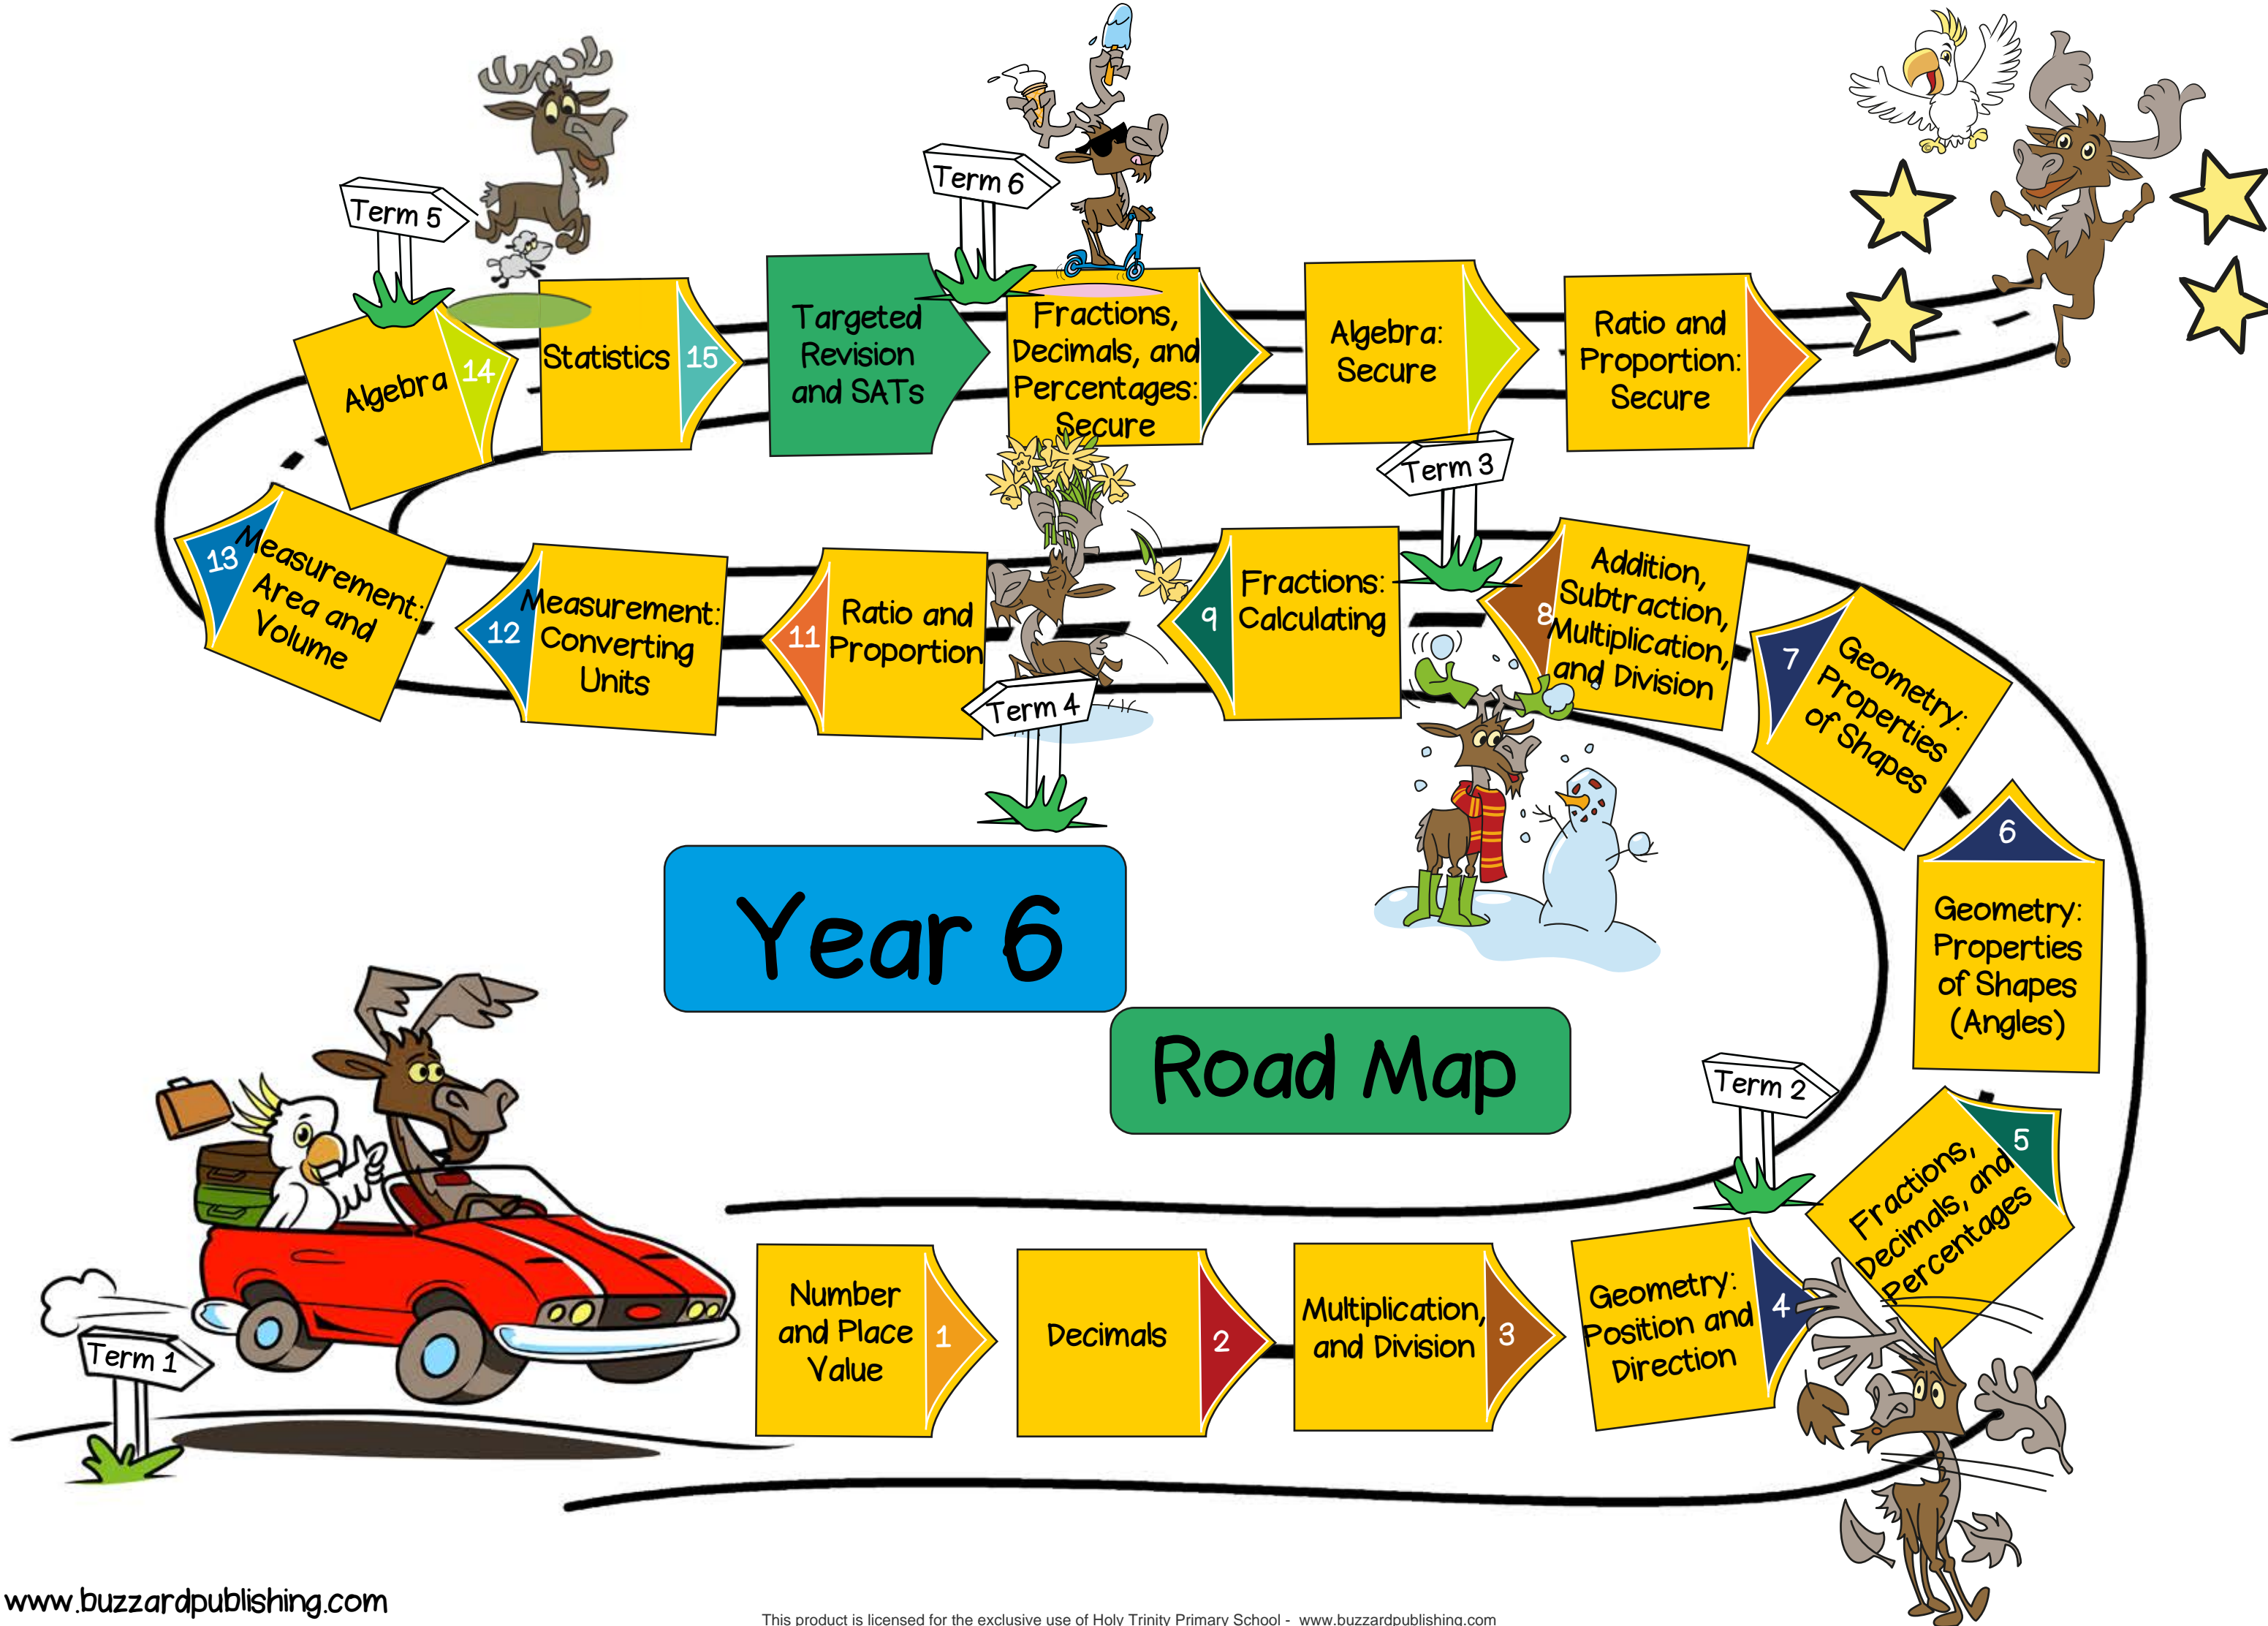 Year 6
Road Map
Term 1
Number
and Place
Value
1
Decimals
2
Multiplication,
and Division
3
Geometry:
Position and
Direction
4
Term 2
Fractions,
Decimals, and
Percentages
5
Geometry:
Properties
of Shapes
(Angles)
6
Geometry:
Properties
of Shapes
7
Addition,
Subtraction,
Multiplication,
and Division
8
Term 3
Fractions:
Calculating
9
Term 4
Ratio and
Proportion
11
Measurement:
Converting
Units
12
Measurement:
Area and
Volume
13
Term 5
Algebra
14
Statistics
15
Targeted
Revision
and SATs
Term 6
Fractions,
Decimals, and
Percentages:
Secure
Algebra:
Secure
Ratio and
Proportion:
Secure
www.buzzardpublishing.com
This product is licensed for the exclusive use of Holy Trinity Primary School - www.buzzardpublishing.com